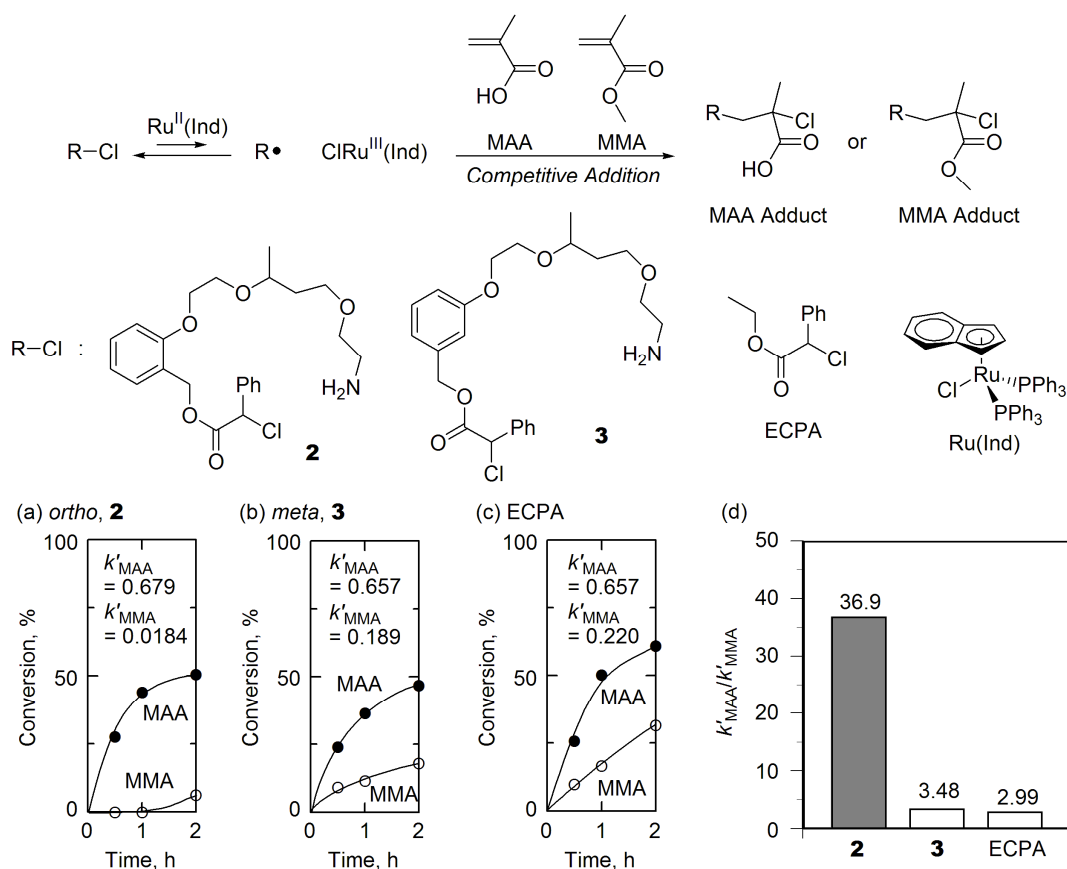 R–Cl
Ru^II(Ind)
R•
ClRu^III(Ind)
HO
O
MAA
O
O
MMA
Competitive Addition
R
Cl
O
HO
MAA Adduct
or
R
Cl
O
O
MMA Adduct
R–Cl :
O
O
O
H2N
Ph
O
O
Cl
2
O
O
O
H2N
O
O
Ph
Cl
3
Ph
O
O
Cl
ECPA
Ru
Cl
PPh3
PPh3
Ru(Ind)
(a) ortho, 2
Conversion, %
100
50
0
k'MAA
= 0.679
k'MMA
= 0.0184
MAA
MMA
0 1 2
Time, h
(b) meta, 3
Conversion, %
100
50
0
k'MAA
= 0.657
k'MMA
= 0.189
MAA
MMA
0 1 2
Time, h
(c) ECPA
Conversion, %
100
50
0
k'MAA
= 0.657
k'MMA
= 0.220
MAA
MMA
0 1 2
Time, h
(d)
k'MAA/k'MMA
50
40
30
20
10
0
36.9
3.48
2.99
2 3 ECPA